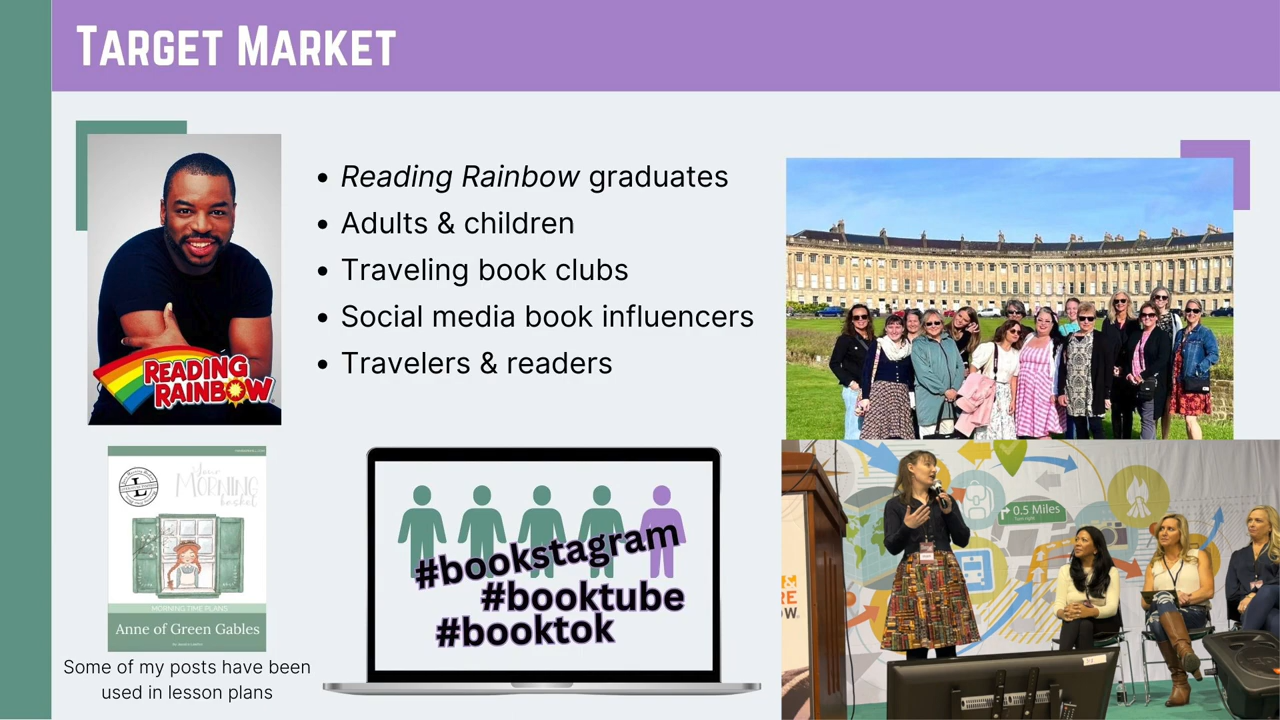 TARGET MARKET
• Reading Rainbow graduates
• Adults & children
• Traveling book clubs
• Social media book influencers
• Travelers & readers
READING
RAINBOW
Your
MORNING
basket
MORNING TIME PLANS
Anne of Green Gables
Some of my posts have been
used in lesson plans
#bookstagram
#booktube
#booktok
0.5 Miles
Turn right